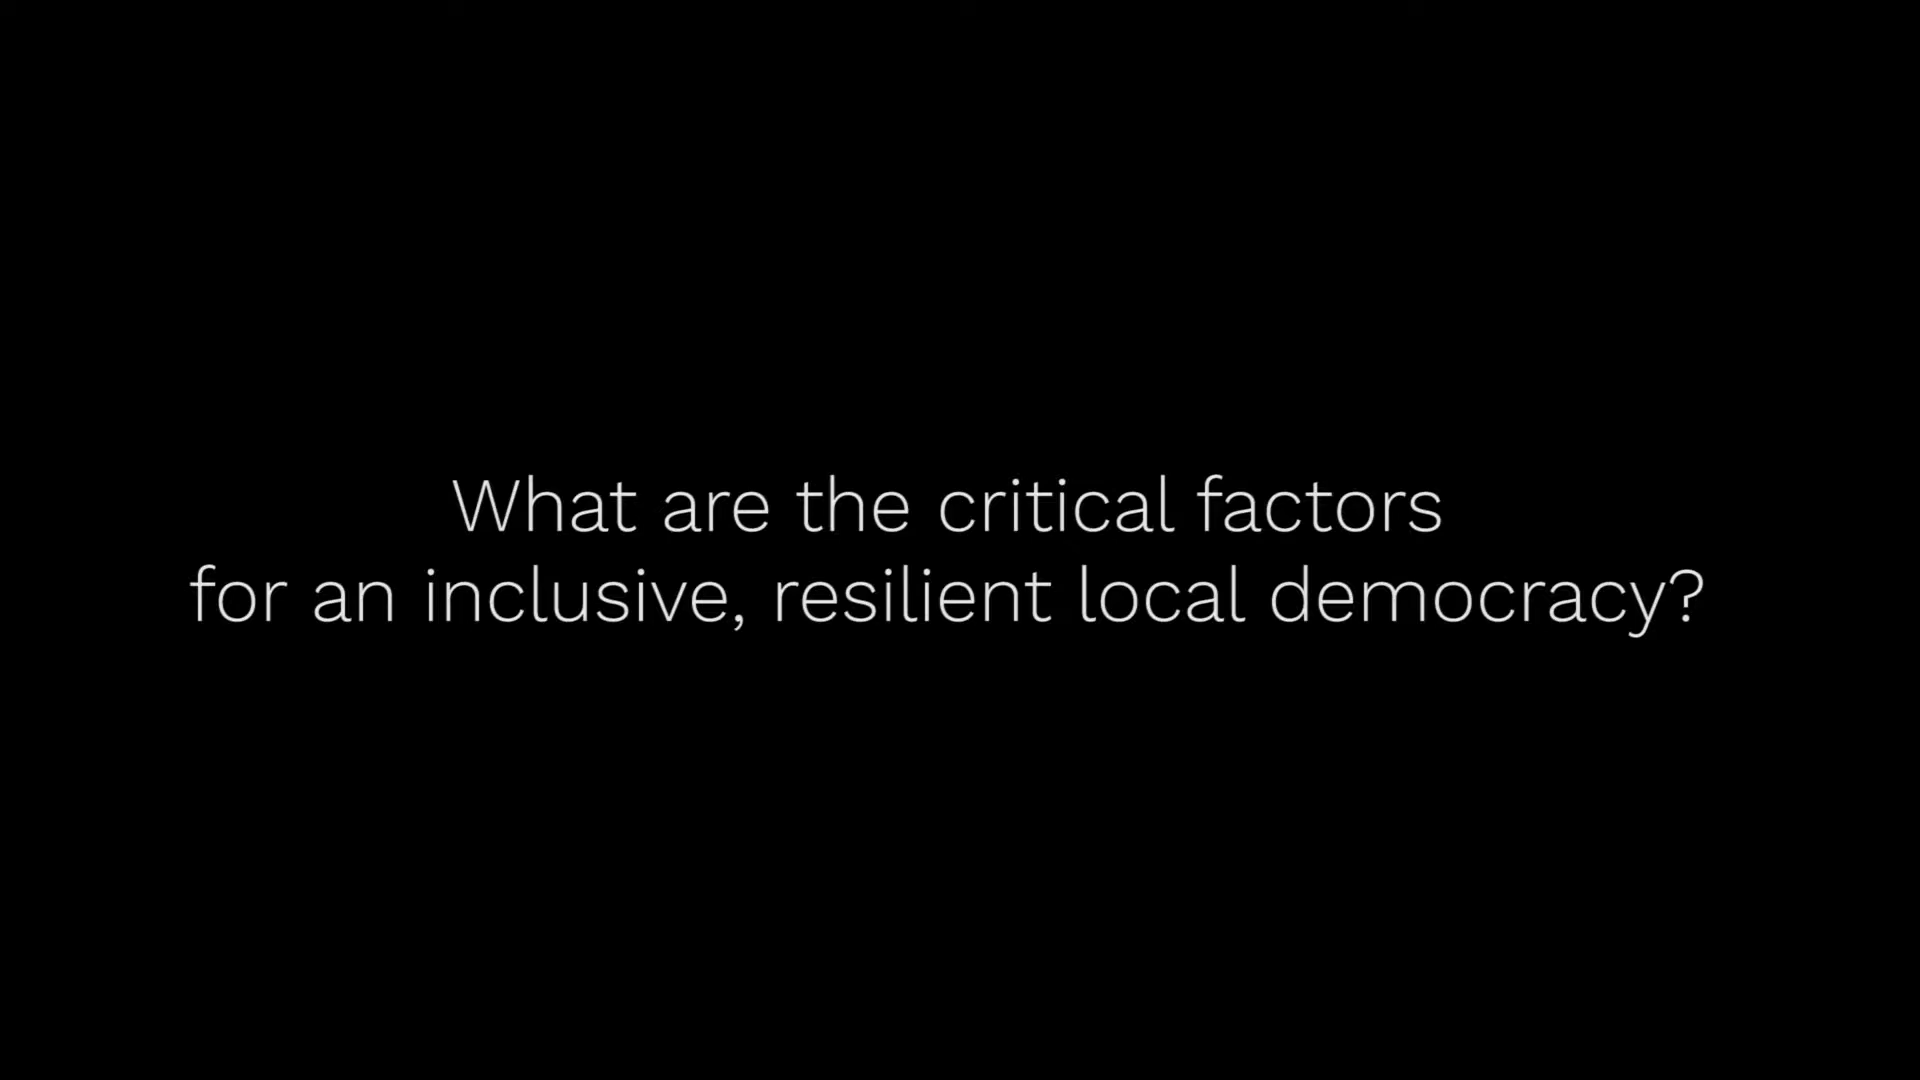 What are the critical factors
for an inclusive, resilient local democracy?